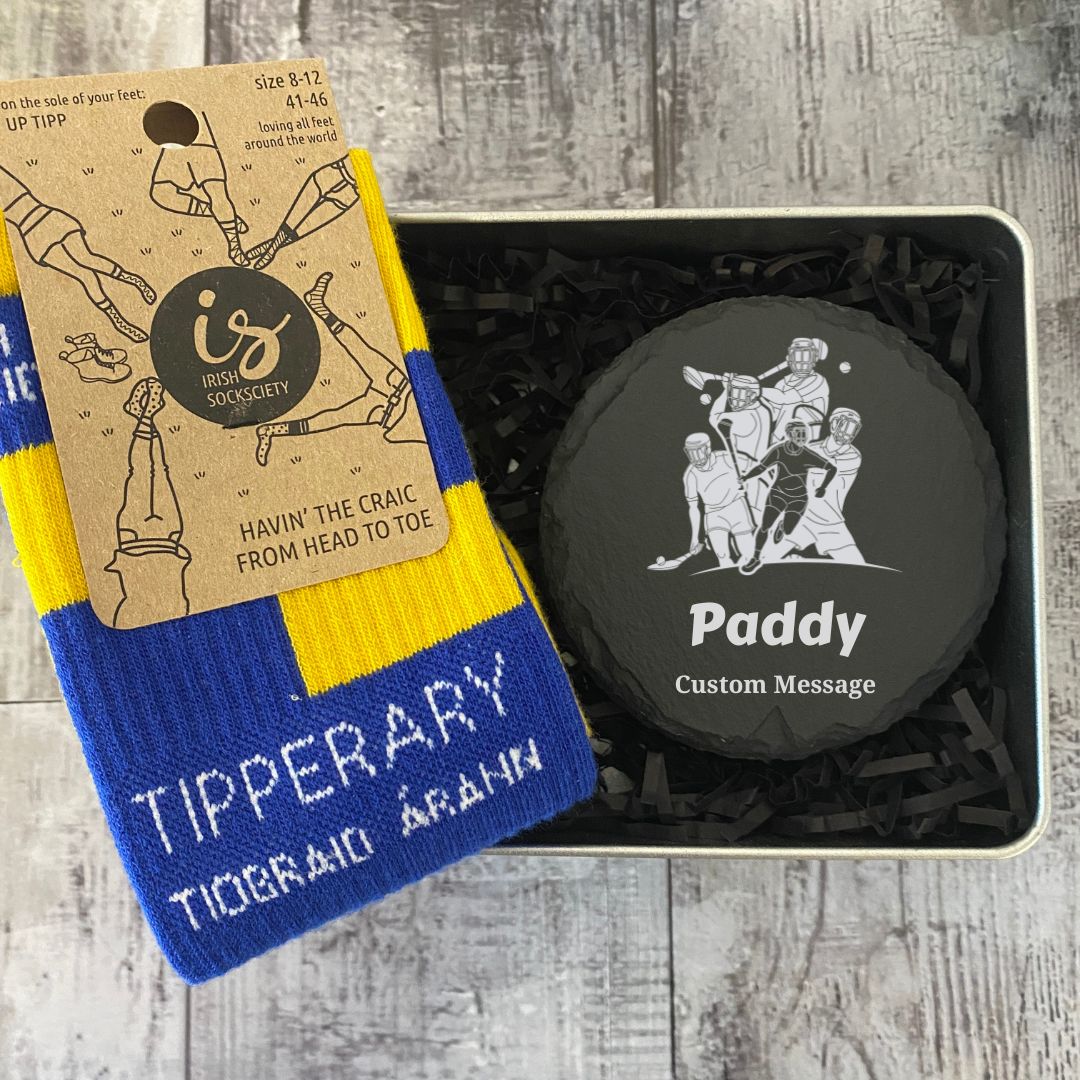 on the sole of your feet:
UP TIPP
size 8-12
41-46
loving all feet
around the world
is
IRISH
SOCKSCIETY
HAVIN' THE CRAIC
FROM HEAD TO TOE
TIPPERARY
TIOBRAID ÁRANN
Paddy
Custom Message